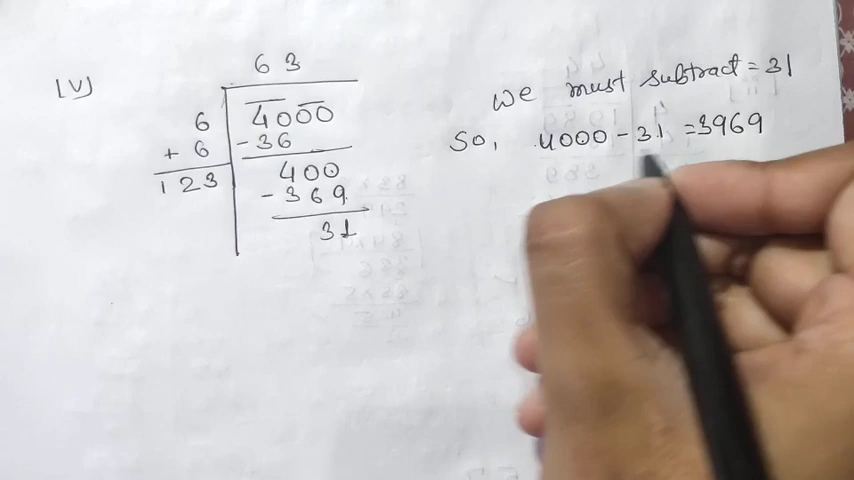 (v)
63
6 4000
+ 6 -36
123 400
-369
31
We must subtract = 31
So, 4000 - 31 = 3969